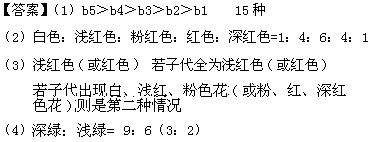 【答案】(1) b5＞b4＞b3＞b2＞b1 15种
(2) 白色：浅红色：粉红色：红色：深红色=1：4：6：4：1
(3) 浅红色(或红色) 若子代全为浅红色(或红色)
若子代出现白、浅红、粉色花(或粉、红、深红
色花),则是第二种情况
(4) 深绿：浅绿= 9：6(3：2)